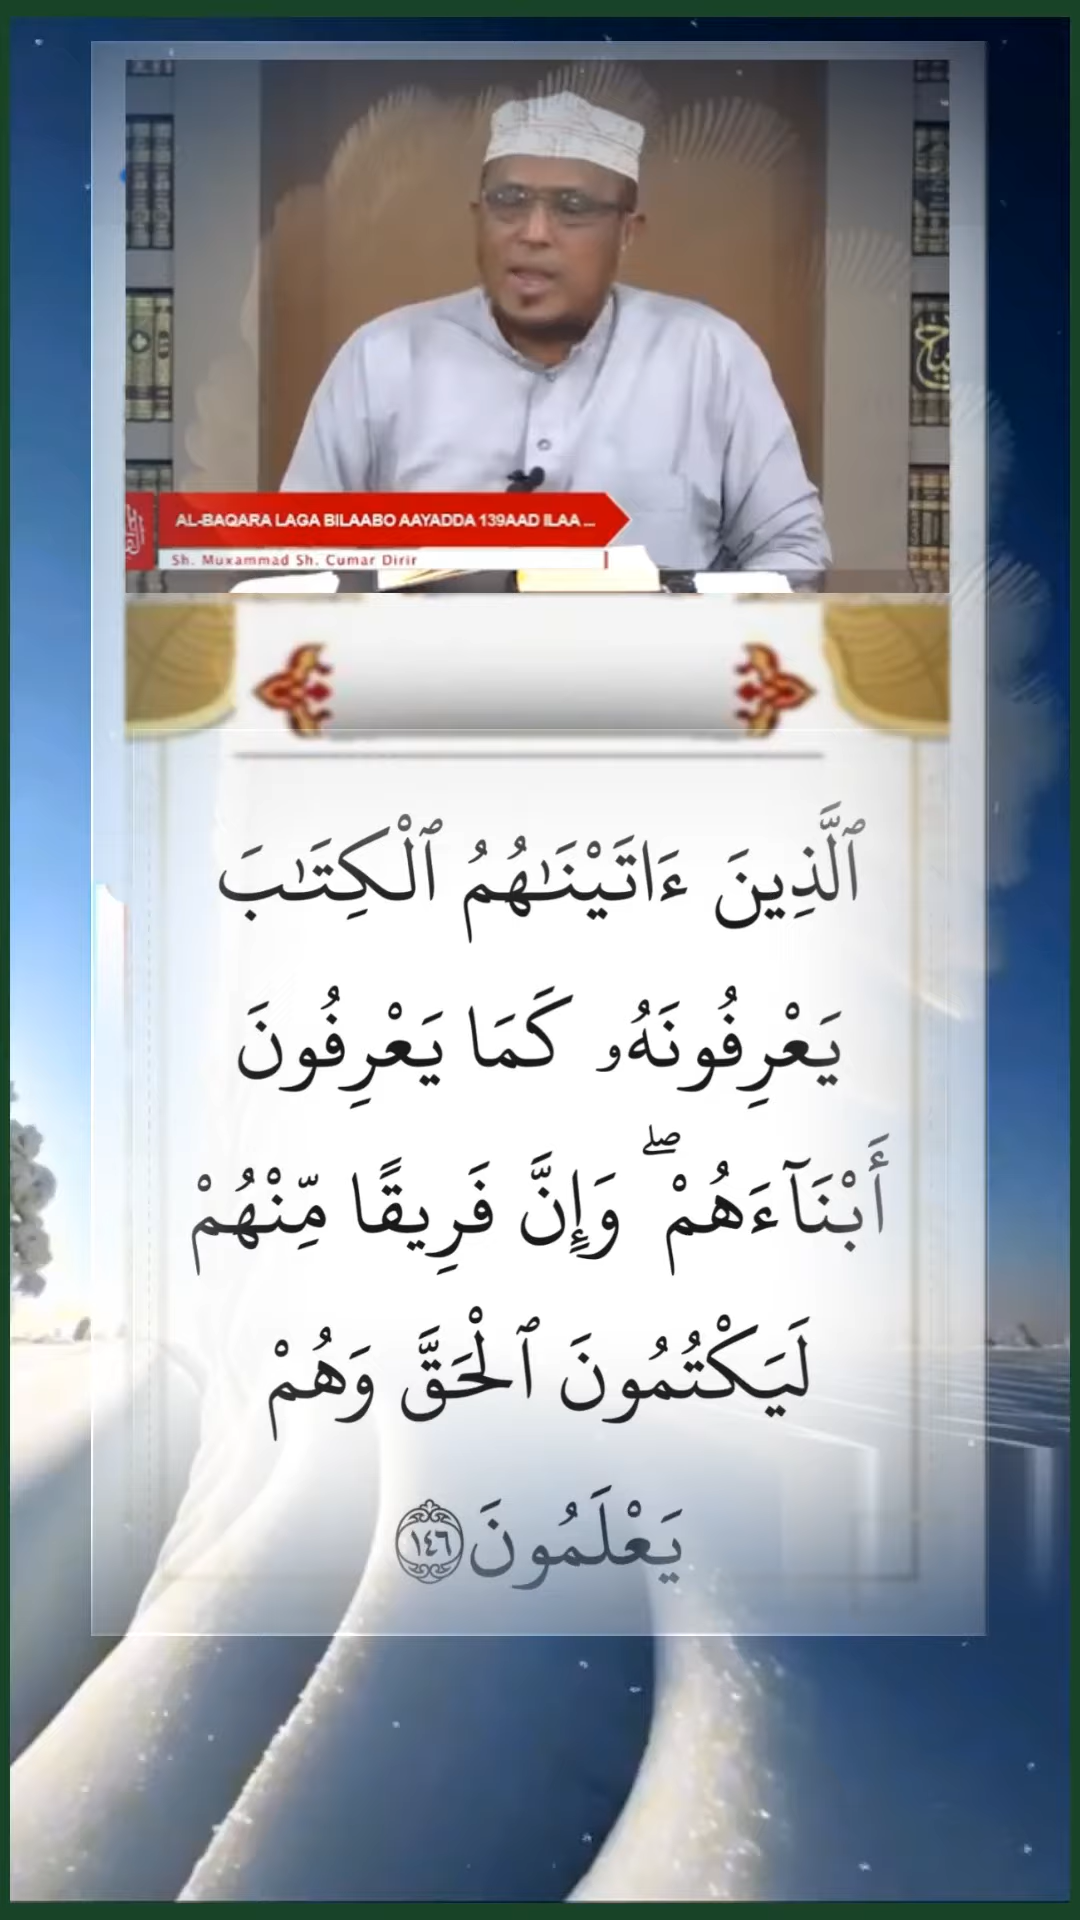 AL-BAQARA LAGA BILAABO AAYADDA 139AAD ILAA ...
Sh. Muxammad Sh. Cumar Dirir
ٱلَّذِينَ ءَاتَيْنَـٰهُمُ ٱلْكِتَـٰبَ
يَعْرِفُونَهُۥ كَمَا يَعْرِفُونَ
أَبْنَآءَهُمْ ۖ وَإِنَّ فَرِيقًا مِّنْهُمْ
لَيَكْتُمُونَ ٱلْحَقَّ وَهُمْ
يَعْلَمُونَ ١٤٦